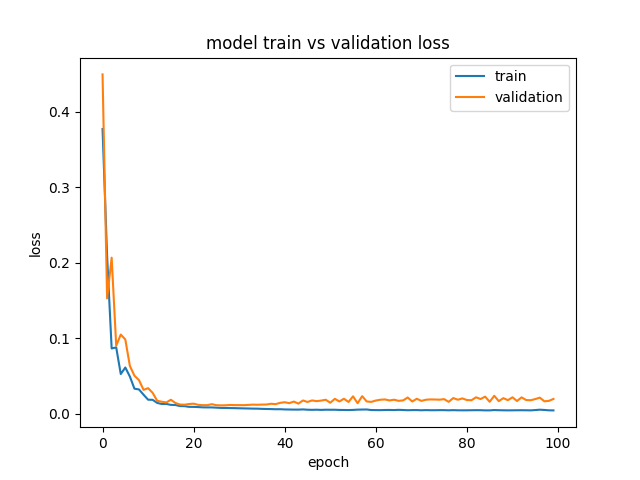 model train vs validation loss
train
validation
0.4
0.3
0.2
0.1
0.0
loss
0 20 40 60 80 100
epoch